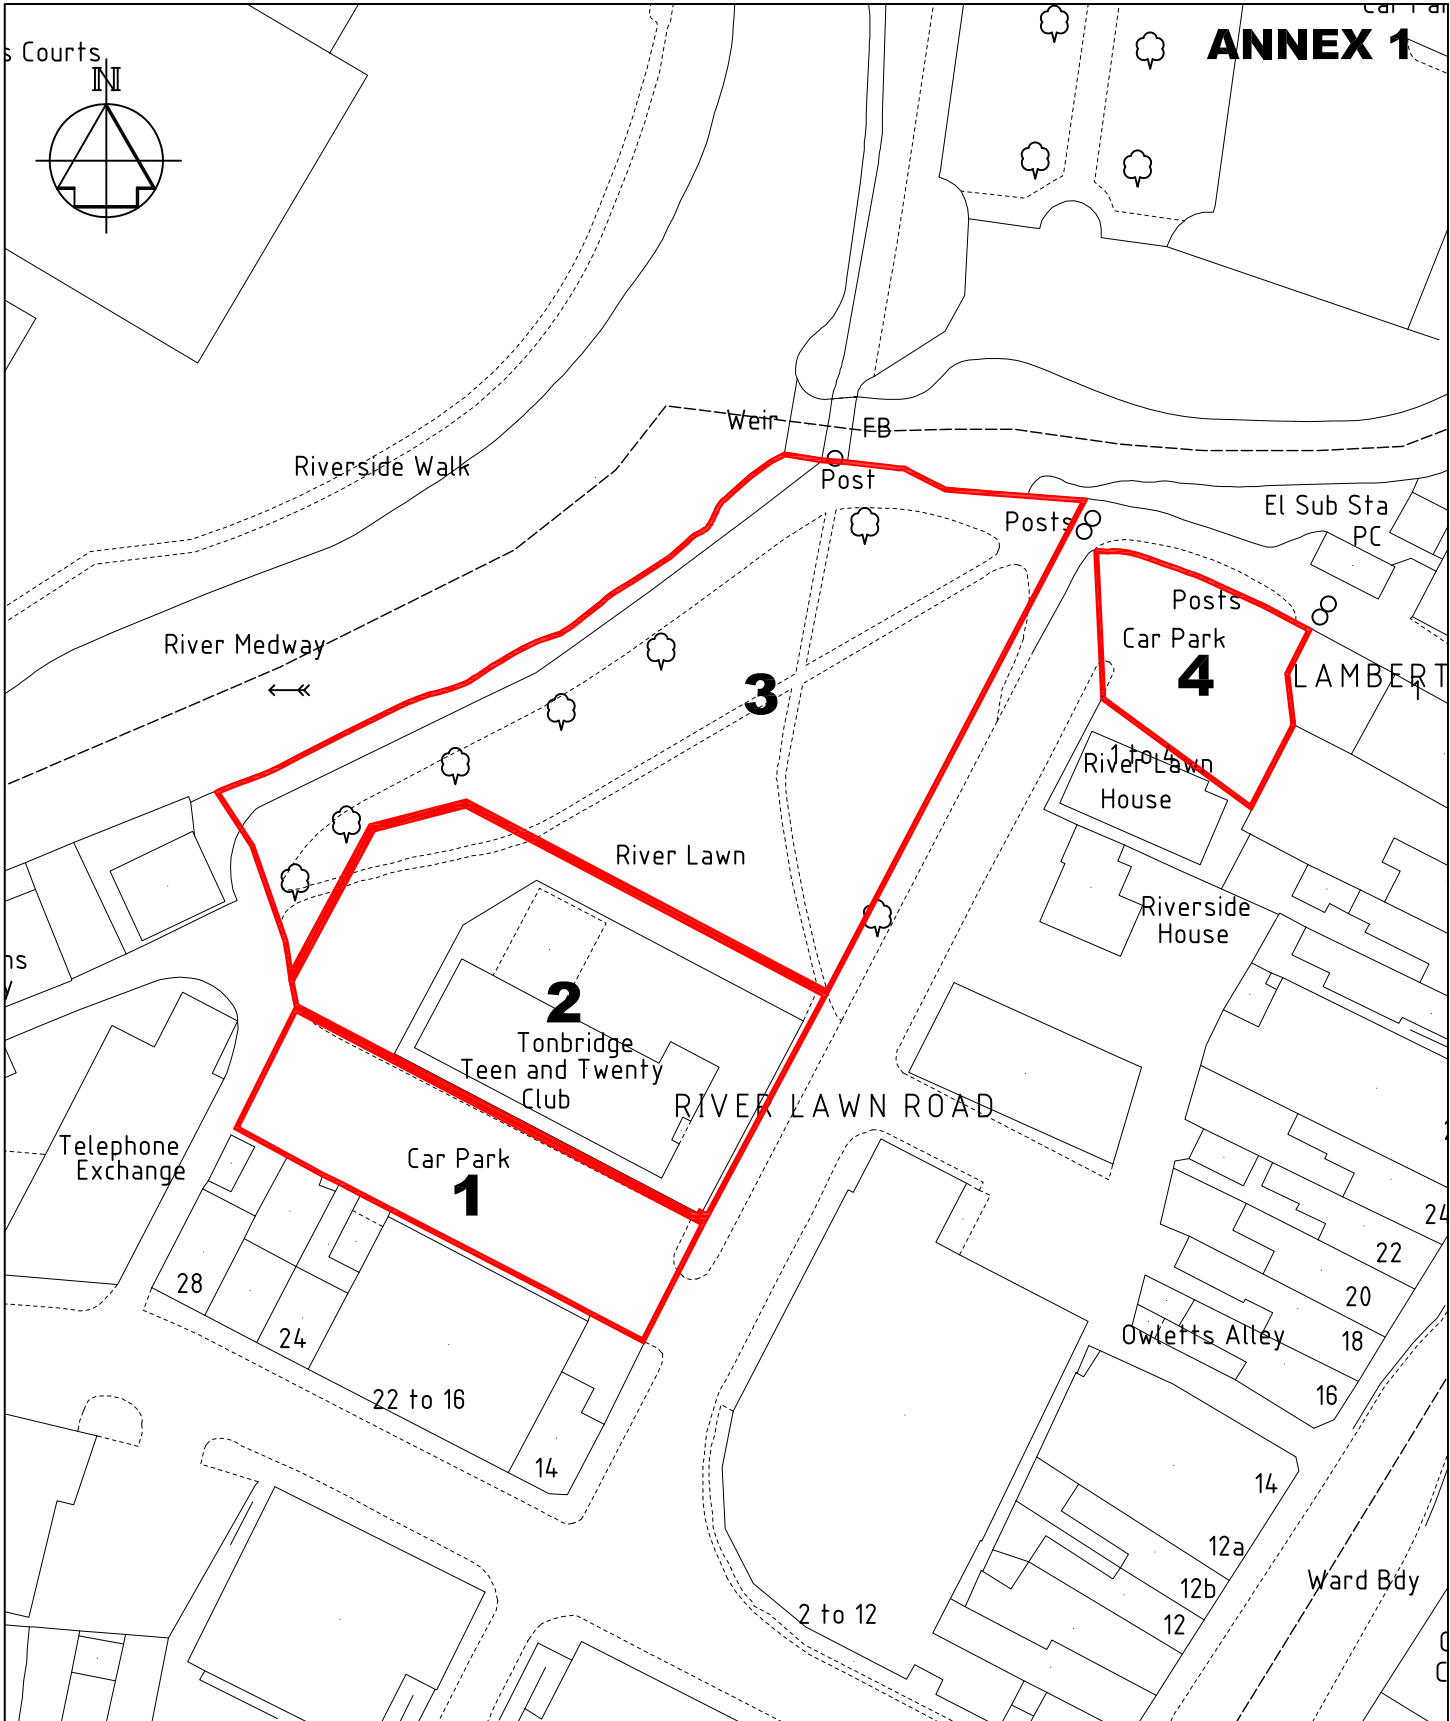 ANNEX 1
s Courts
N
Weir
FB
Riverside Walk
Post
Posts
El Sub Sta
PC
Posts
River Medway
Car Park
4
LAMBERT
1
3
1 to 4
River Lawn
House
River Lawn
Riverside
House
2
Tonbridge
Teen and Twenty
Club
RIVER LAWN ROAD
Telephone
Exchange
Car Park
1
24
22
28
20
Owletts Alley
18
24
22 to 16
16
14
14
12a
Ward Bdy
12b
2 to 12
12